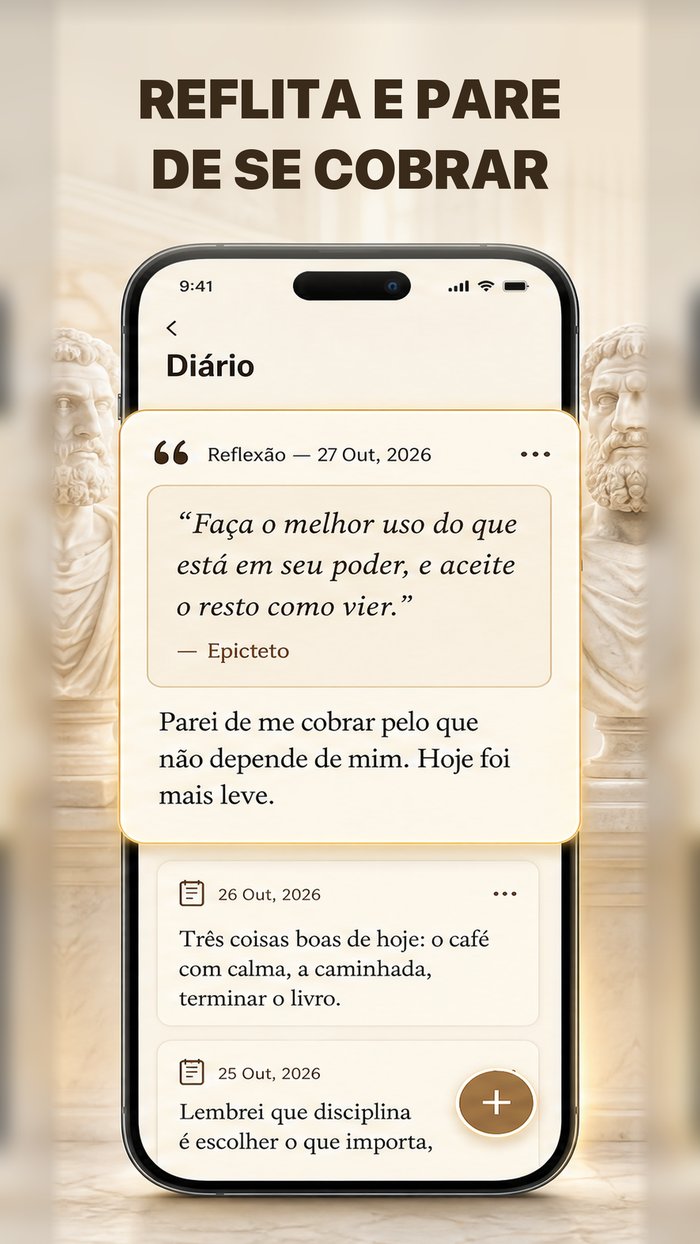 REFLITA E PARE
DE SE COBRAR
9:41
Diário
Reflexão — 27 Out, 2026
“Faça o melhor uso do que
está em seu poder, e aceite
o resto como vier.”
— Epicteto
Parei de me cobrar pelo que
não depende de mim. Hoje foi
mais leve.
26 Out, 2026
Três coisas boas de hoje: o café
com calma, a caminhada,
terminar o livro.
25 Out, 2026
Lembrei que disciplina
é escolher o que importa,